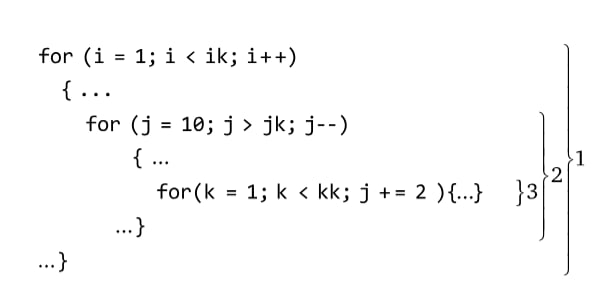 for (i = 1; i < ik; i++)
{ ...
for (j = 10; j > jk; j--)
{ ...
for(k = 1; k < kk; j += 2 ){...} }3 }2 }1
...}
...}